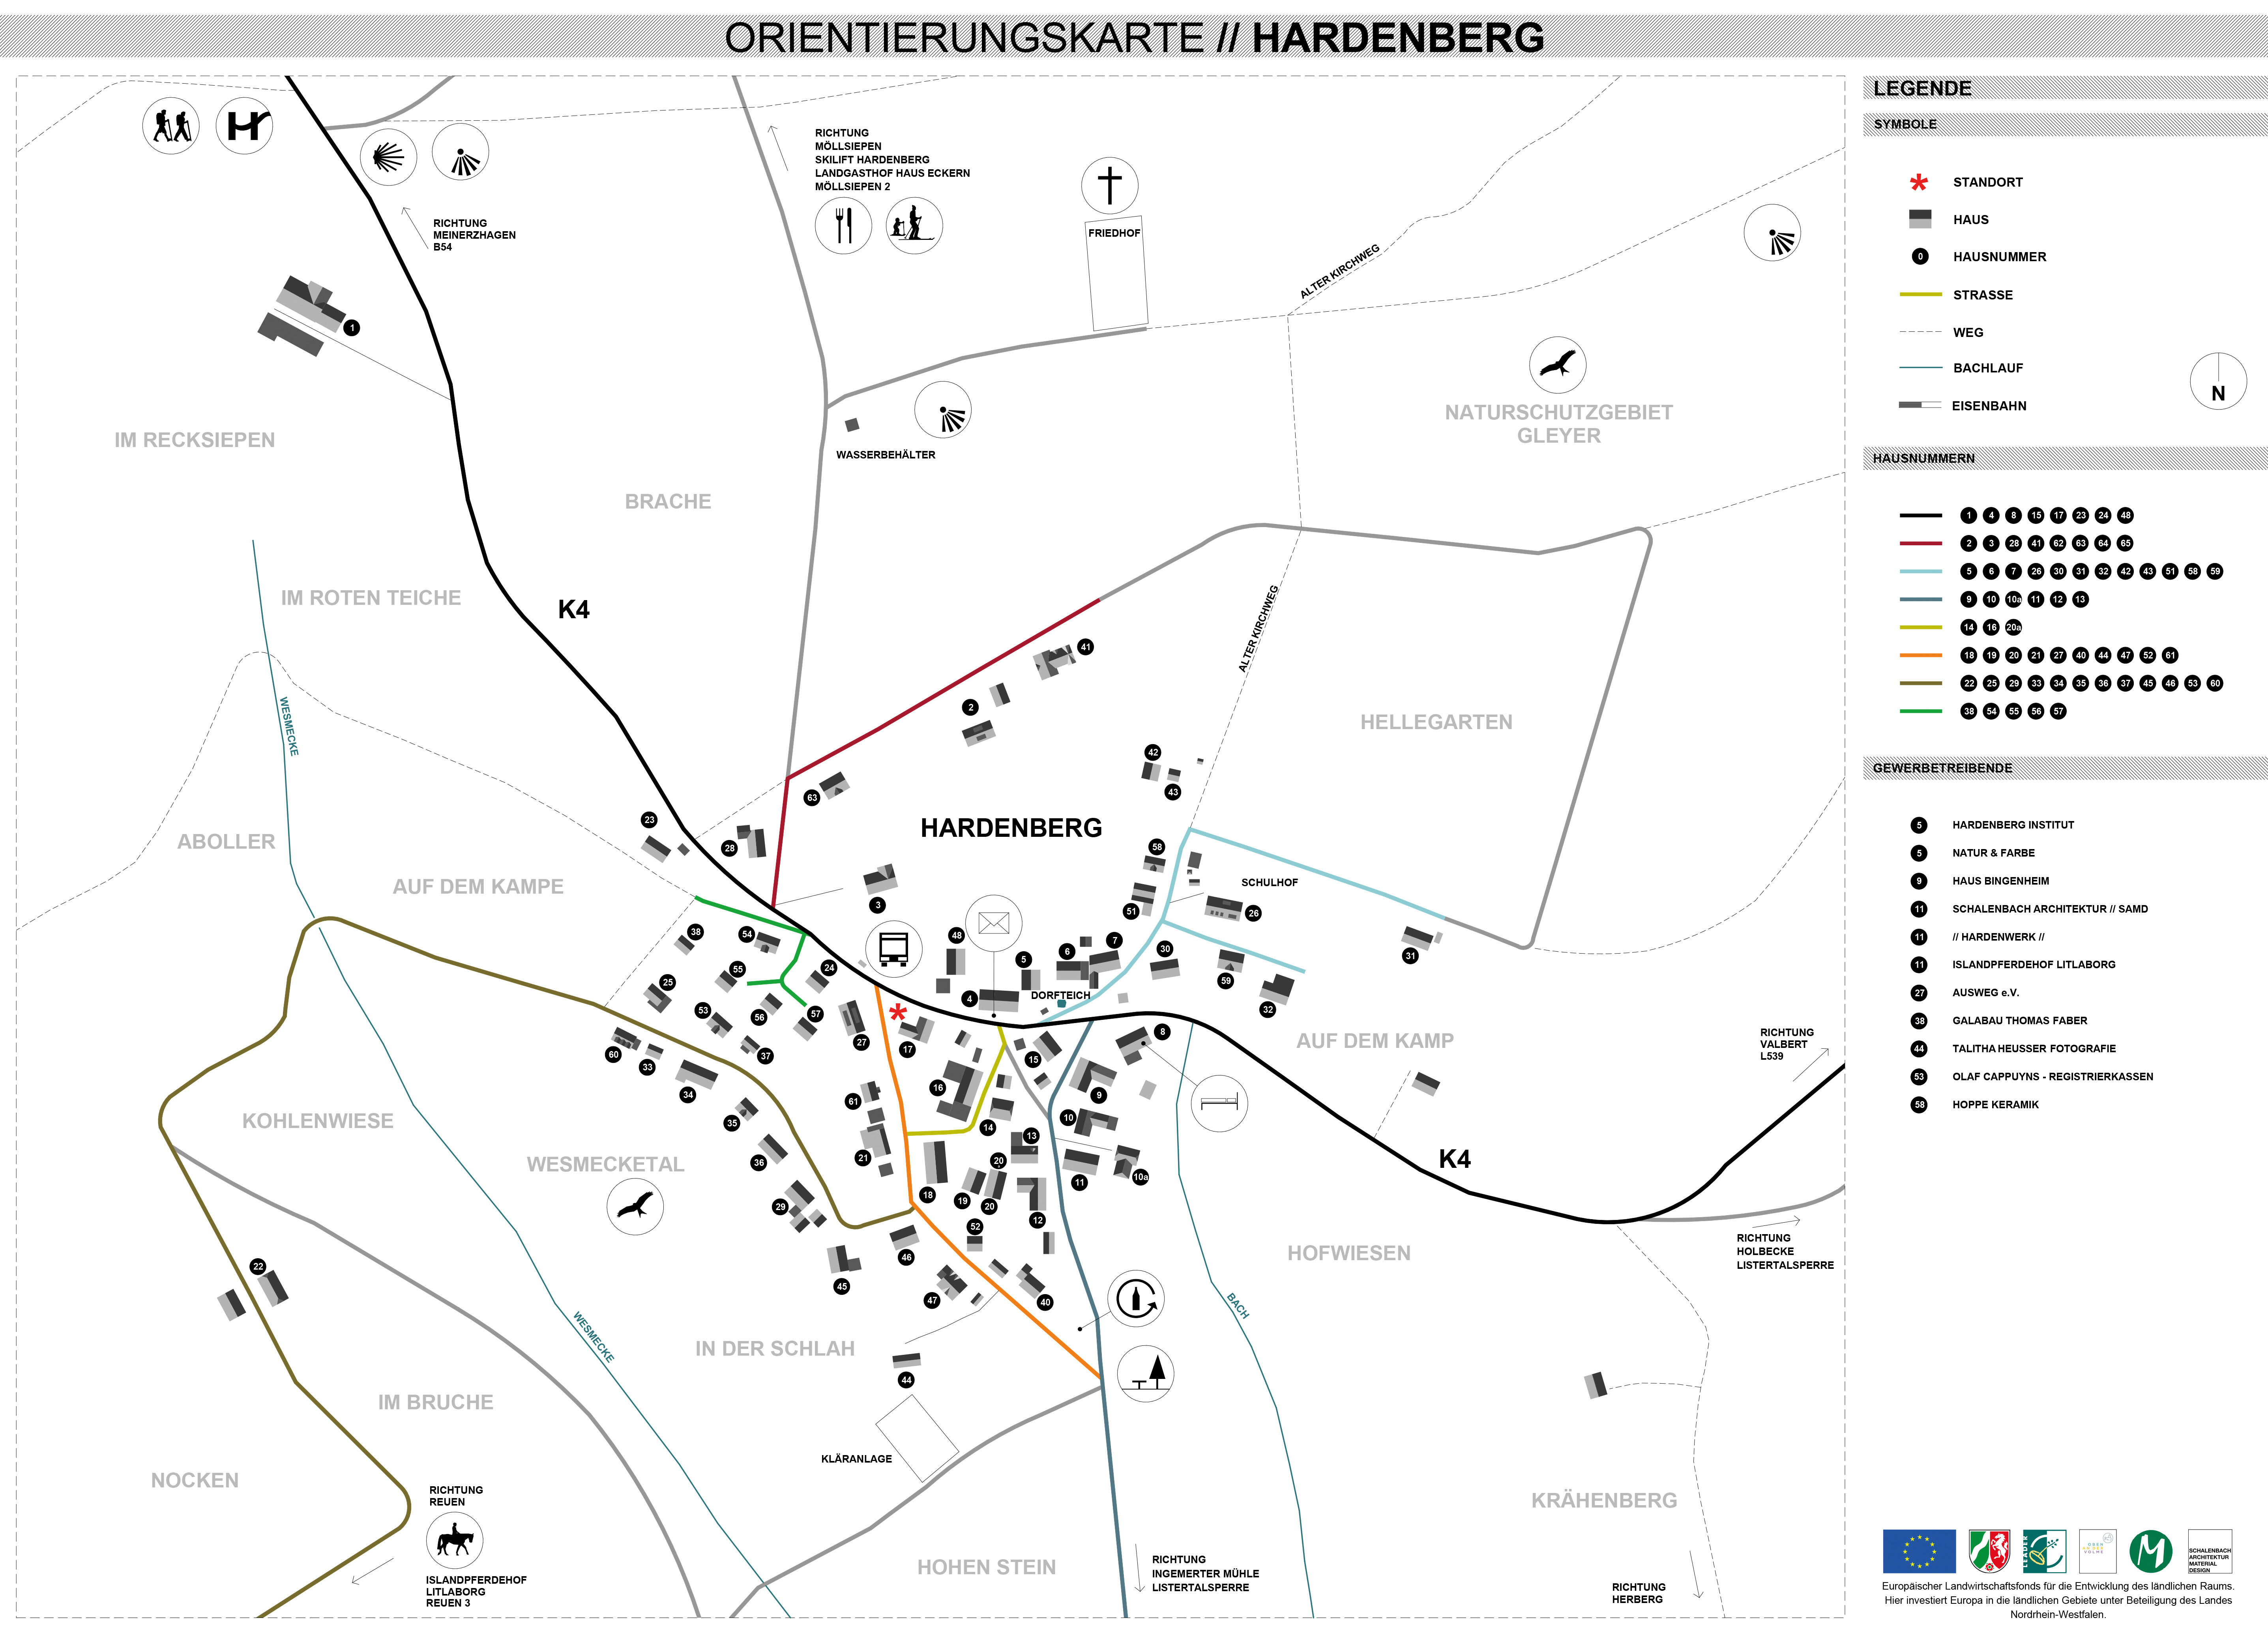 ORIENTIERUNGSKARTE // HARDENBERG
RICHTUNG
MEINERZHAGEN
B54
RICHTUNG
MÖLLSIEPEN
SKILIFT HARDENBERG
LANDGASTHOF HAUS ECKERN
MÖLLSIEPEN 2
FRIEDHOF
ALTER KIRCHWEG
1
IM RECKSIEPEN
BRACHE
WASSERBEHÄLTER
NATURSCHUTZGEBIET
GLEYER
IM ROTEN TEICHE
K4
ALTER KIRCHWEG
WESMECKE
41
2
HELLEGARTEN
42
43
63
HARDENBERG
23
28
ABOLLER
AUF DEM KAMPE
58
SCHULHOF
3
51
26
38
54
48
5
6
7
30
31
55
24
25
59
4
DORFTEICH
32
53
56
57
27
17
8
AUF DEM KAMP
RICHTUNG
VALBERT
L539
60
33
37
15
34
16
9
61
KOHLENWIESE
35
14
10
13
WESMECKETAL
36
21
20
11
10a
K4
18
19
20
29
12
52
46
RICHTUNG
HOLBECKE
LISTERTALSPERRE
HOFWIESEN
22
45
47
40
BACH
WESMECKE
IN DER SCHLAH
44
IM BRUCHE
KLÄRANLAGE
NOCKEN
RICHTUNG
REUEN
ISLANDPFERDEHOF
LITLABORG
REUEN 3
HOHEN STEIN
RICHTUNG
INGEMERTER MÜHLE
LISTERTALSPERRE
KRÄHENBERG
RICHTUNG
HERBERG
LEGENDE
SYMBOLE
STANDORT
HAUS
0 HAUSNUMMER
STRASSE
WEG
BACHLAUF
EISENBAHN
N
HAUSNUMMERN
1 4 8 15 17 23 24 48
2 3 28 41 62 63 64 65
5 6 7 26 30 31 32 42 43 51 58 59
9 10 10a 11 12 13
14 16 20a
18 19 20 21 27 40 44 47 52 61
22 25 29 33 34 35 36 37 45 46 53 60
38 54 55 56 57
GEWERBETREIBENDE
5 HARDENBERG INSTITUT
5 NATUR & FARBE
9 HAUS BINGENHEIM
11 SCHALENBACH ARCHITEKTUR // SAMD
11 // HARDENWERK //
11 ISLANDPFERDEHOF LITLABORG
27 AUSWEG e.V.
38 GALABAU THOMAS FABER
44 TALITHA HEUSSER FOTOGRAFIE
53 OLAF CAPPUYNS - REGISTRIERKASSEN
58 HOPPE KERAMIK
LEADER
OBER
AN DER
VOLME
SCHALENBACH
ARCHITEKTUR
MATERIAL
DESIGN
Europäischer Landwirtschaftsfonds für die Entwicklung des ländlichen Raums.
Hier investiert Europa in die ländlichen Gebiete unter Beteiligung des Landes
Nordrhein-Westfalen.